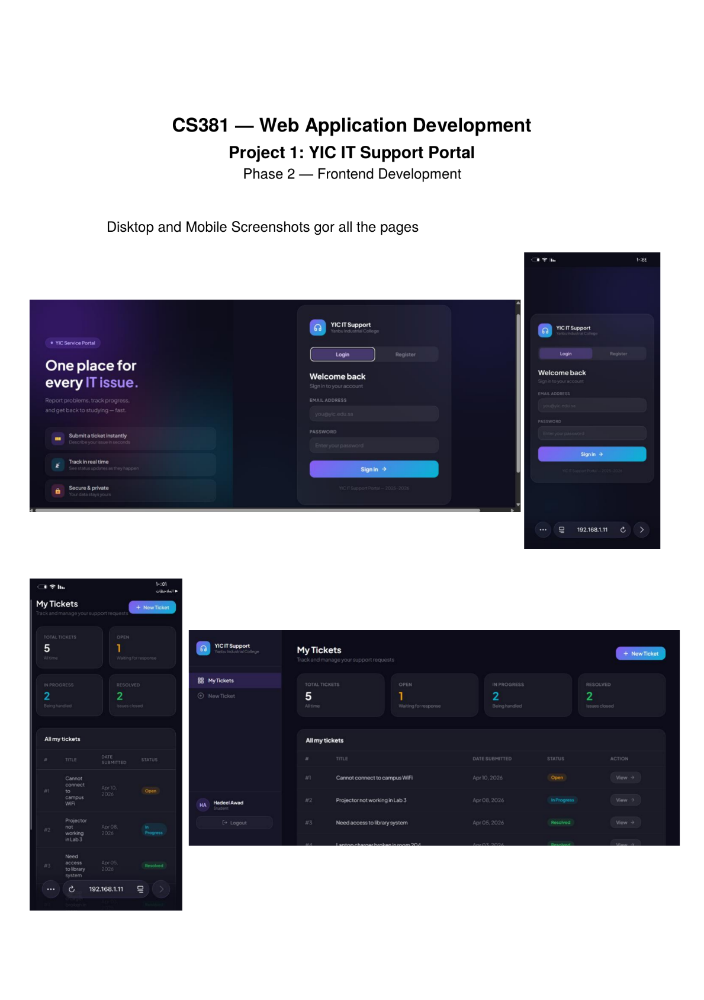 CS381 — Web Application Development
Project 1: YIC IT Support Portal
Phase 2 — Frontend Development
Disktop and Mobile Screenshots gor all the pages
YIC Service Portal
One place for
every IT issue.
Report problems, track progress,
and get back to studying — fast.
Submit a ticket instantly
Describe your issue in seconds
Track in real time
See status updates as they happen
Secure & private
Your data stays yours
YIC IT Support
Yanbu Industrial College
Login Register
Welcome back
Sign in to your account
EMAIL ADDRESS
you@yic.edu.sa
PASSWORD
Enter your password
Sign in →
YIC IT Support Portal — 2025-2026
١٠:٤٤
YIC IT Support
Yanbu Industrial College
Login Register
Welcome back
Sign in to your account
EMAIL ADDRESS
you@yic.edu.sa
PASSWORD
Enter your password
Sign in →
YIC IT Support Portal — 2025-2026
192.168.1.11
١٠:٥١
الملاحظات
My Tickets
Track and manage your support requests
+ New Ticket
TOTAL TICKETS
5
All time
OPEN
1
Waiting for response
IN PROGRESS
2
Being handled
RESOLVED
2
Issues closed
All my tickets
# TITLE DATE SUBMITTED STATUS
#1 Cannot connect to campus WiFi Apr 10, 2026 Open
#2 Projector not working in Lab 3 Apr 08, 2026 In Progress
#3 Need access to library system Apr 05, 2026 Resolved
charger
broken in
192.168.1.11
YIC IT Support
Yanbu Industrial College
My Tickets
New Ticket
HA Hadeel Awad
Student
Logout
My Tickets
Track and manage your support requests
+ New Ticket
TOTAL TICKETS
5
All time
OPEN
1
Waiting for response
IN PROGRESS
2
Being handled
RESOLVED
2
Issues closed
All my tickets
# TITLE DATE SUBMITTED STATUS ACTION
#1 Cannot connect to campus WiFi Apr 10, 2026 Open View →
#2 Projector not working in Lab 3 Apr 08, 2026 In Progress View →
#3 Need access to library system Apr 05, 2026 Resolved View →
#4 Laptop charger broken in room 204 Apr 03, 2026 Resolved View →